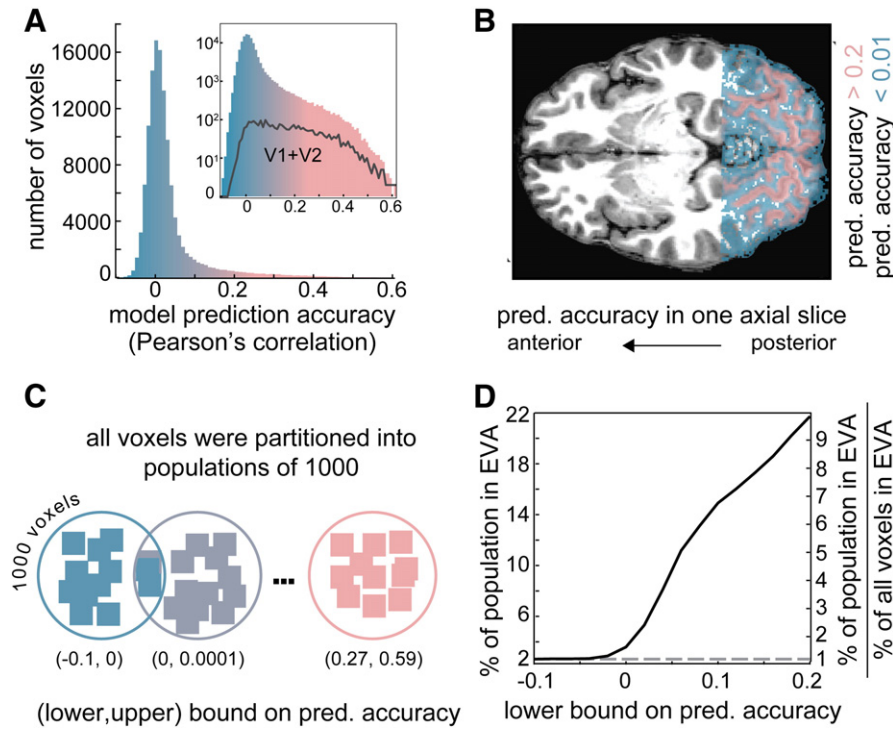 A
number of voxels
16000
12000
8000
4000
0
0
0.2
0.4
0.6
model prediction accuracy
(Pearson's correlation)
10⁴
10³
10²
10¹
0
V1+V2
0
0.2
0.4
0.6
B
pred. accuracy > 0.2
pred. accuracy < 0.01
pred. accuracy in one axial slice
anterior
posterior
C
all voxels were partitioned into
populations of 1000
1000 voxels
...
(-0.1, 0)
(0, 0.0001)
(0.27, 0.59)
(lower,upper) bound on pred. accuracy
D
% of population in EVA
22
18
14
10
6
2
-0.1
0
0.1
0.2
lower bound on pred. accuracy
9
8
7
6
5
4
3
2
1
% of population in EVA
% of all voxels in EVA